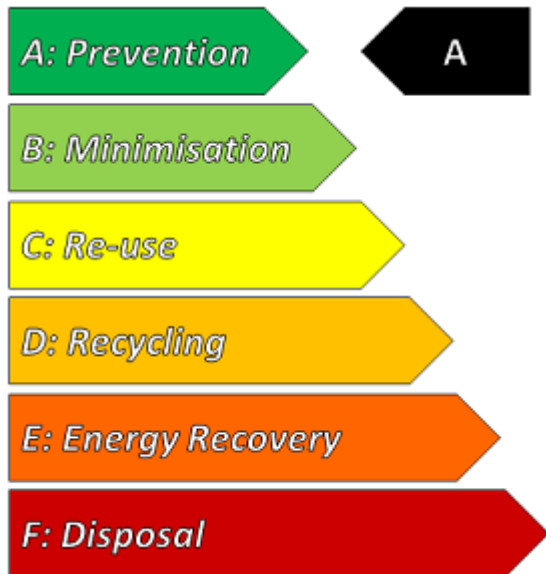 A: Prevention
A
B: Minimisation
C: Re-use
D: Recycling
E: Energy Recovery
F: Disposal